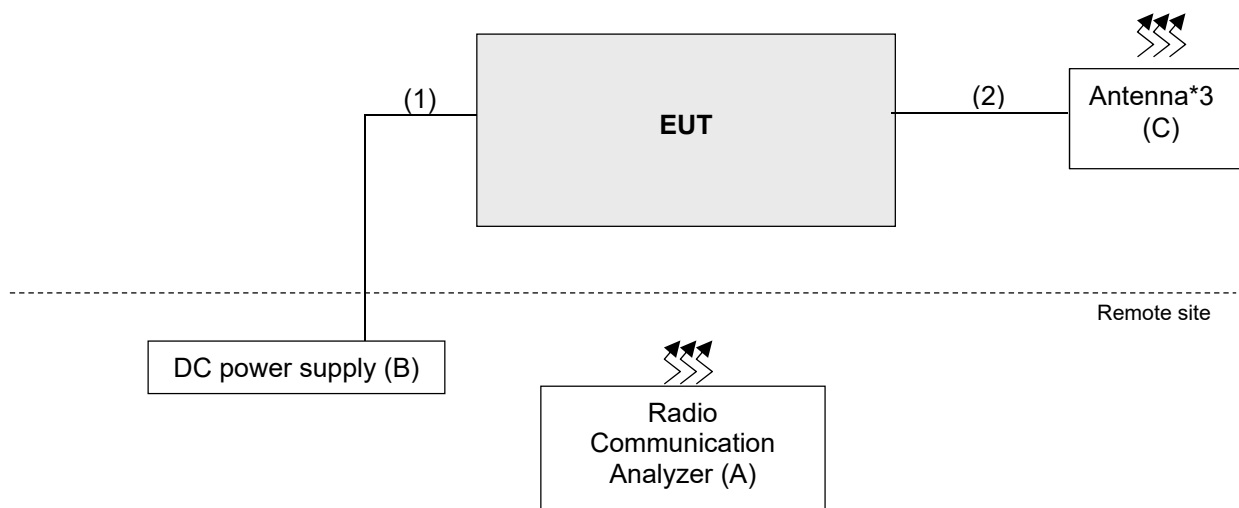 (1)
EUT
(2)
Antenna*3
(C)
Remote site
DC power supply (B)
Radio
Communication
Analyzer (A)